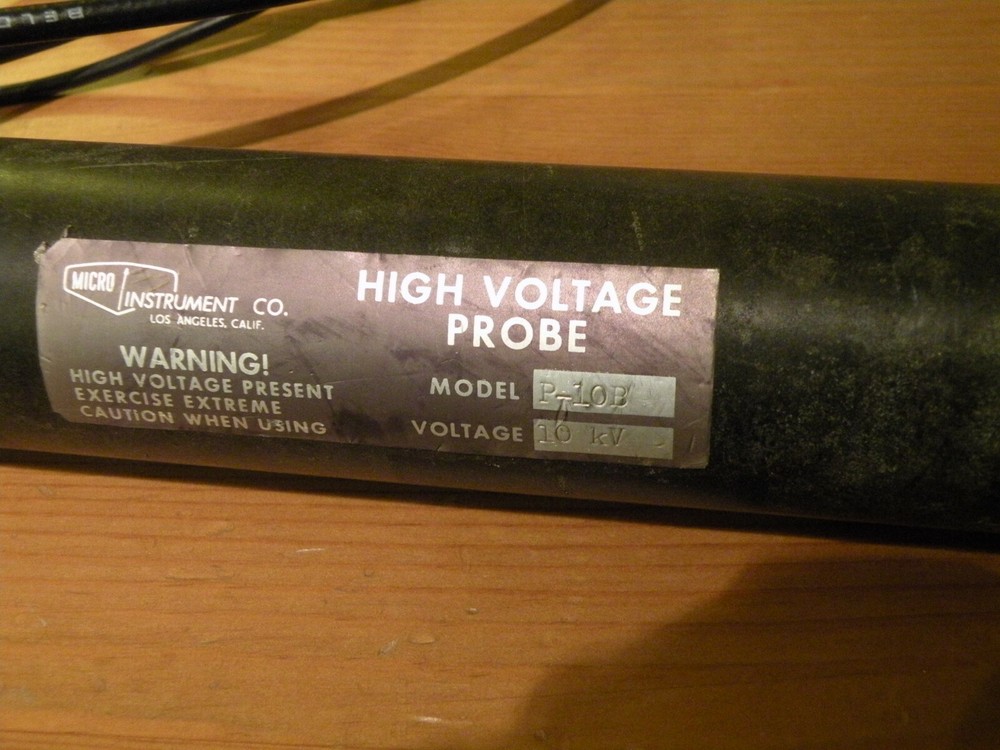 MICRO
INSTRUMENT CO.
LOS ANGELES, CALIF.
WARNING!
HIGH VOLTAGE PRESENT
EXERCISE EXTREME
CAUTION WHEN USING
HIGH VOLTAGE
PROBE
MODEL P-10B
VOLTAGE 10 kV